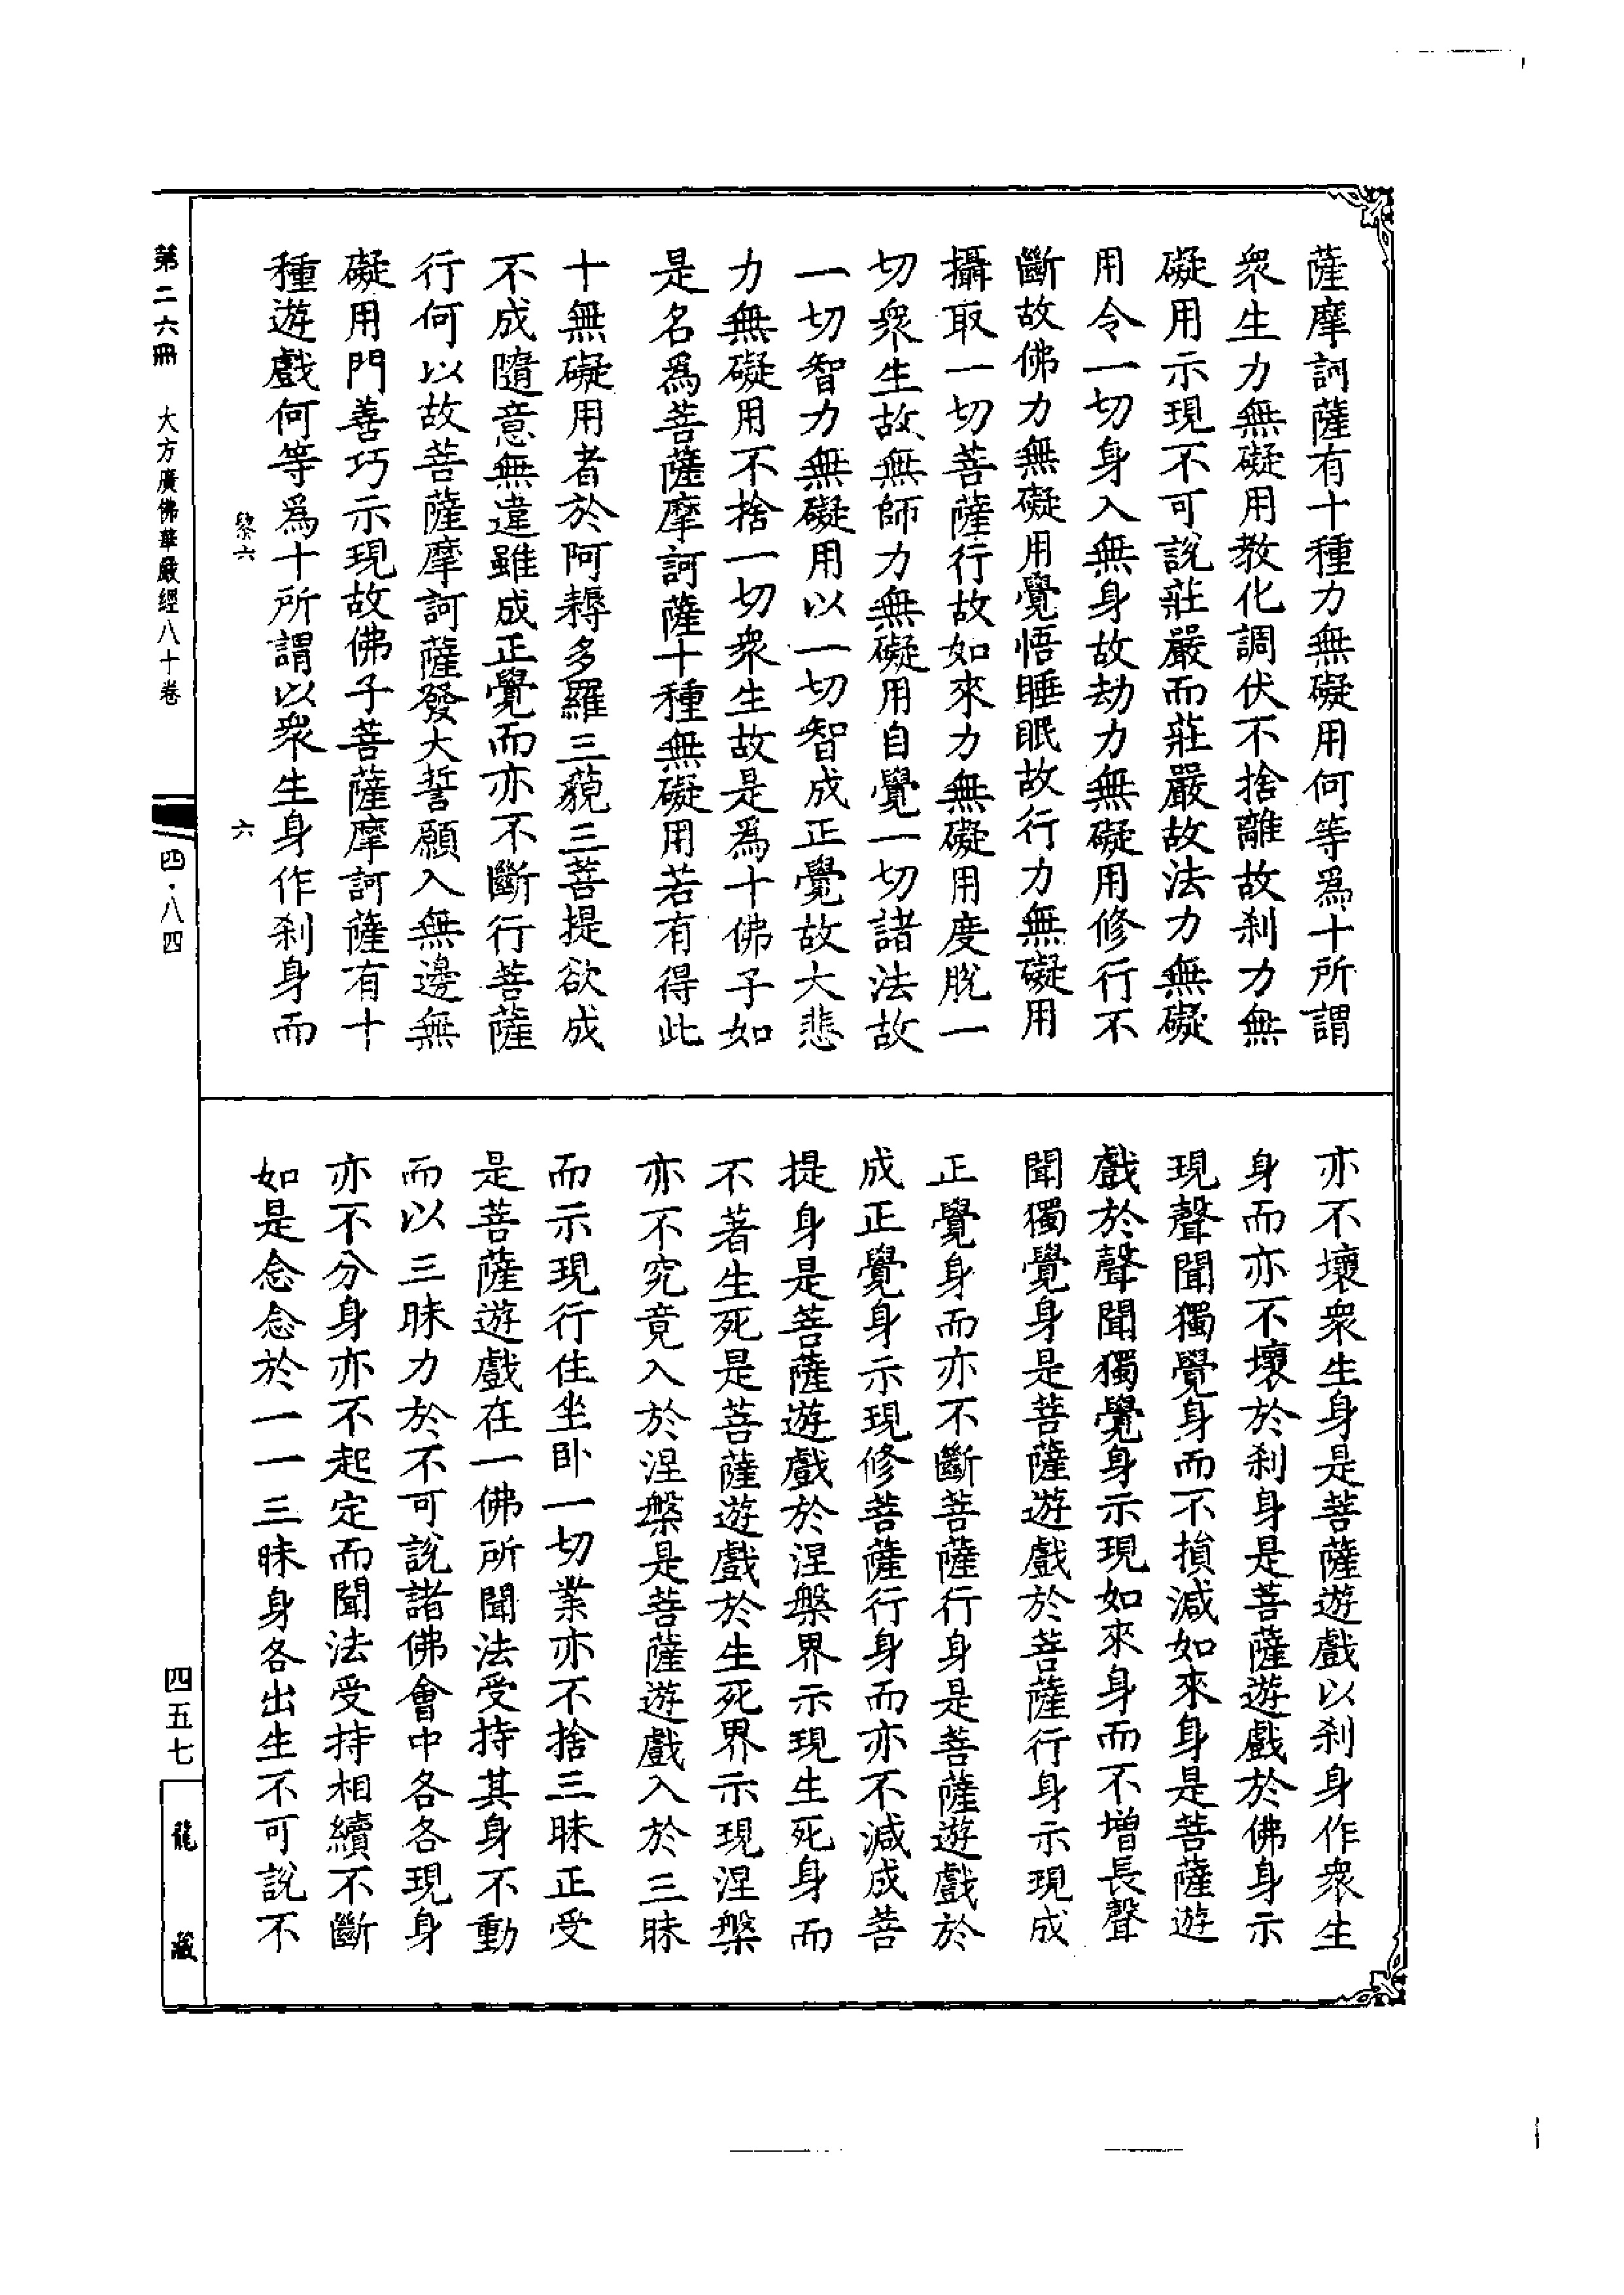 薩摩訶薩有十種力無礙用何等爲十所謂
衆生力無礙用教化調伏不捨離故刹力無
礙用示現不可說莊嚴而莊嚴故法力無礙
用令一切身入無身故劫力無礙用修行不
斷故佛力無礙用覺悟睡眠故行力無礙用
攝取一切菩薩行故如來力無礙用度脫一
切衆生故無師力無礙用自覺一切諸法故
一切智力無礙用以一切智成正覺故大悲
力無礙用不捨一切衆生故是爲十佛子如
是名爲菩薩摩訶薩十種無礙用若有得此
十無礙用者於阿耨多羅三藐三菩提欲成
不成隨意無違雖成正覺而亦不斷行菩薩
行何以故菩薩摩訶薩發大誓願入無邊無
礙用門善巧示現故佛子菩薩摩訶薩有十
種遊戲何等爲十所謂以衆生身作刹身而
亦不壞衆生身是菩薩遊戲以刹身作衆生
身而亦不壞於刹身是菩薩遊戲於佛身示
現聲聞獨覺身而不損減如來身是菩薩遊
戲於聲聞獨覺身示現如來身而不增長聲
聞獨覺身是菩薩遊戲於菩薩行身示現成
正覺身而亦不斷菩薩行身是菩薩遊戲於
成正覺身示現修菩薩行身而亦不減成菩
提身是菩薩遊戲於涅槃界示現生死身而
不著生死是菩薩遊戲於生死界示現涅槃
亦不究竟入於涅槃是菩薩遊戲入於三昧
而示現行住坐卧一切業亦不捨三昧正受
是菩薩遊戲在一佛所聞法受持其身不動
而以三昧力於不可說諸佛會中各各現身
亦不分身亦不起定而聞法受持相續不斷
如是念念於一一三昧身各出生不可說不
黎六
六
第二六冊 大方廣佛華嚴經八十卷
四·八四
四五七
龍藏